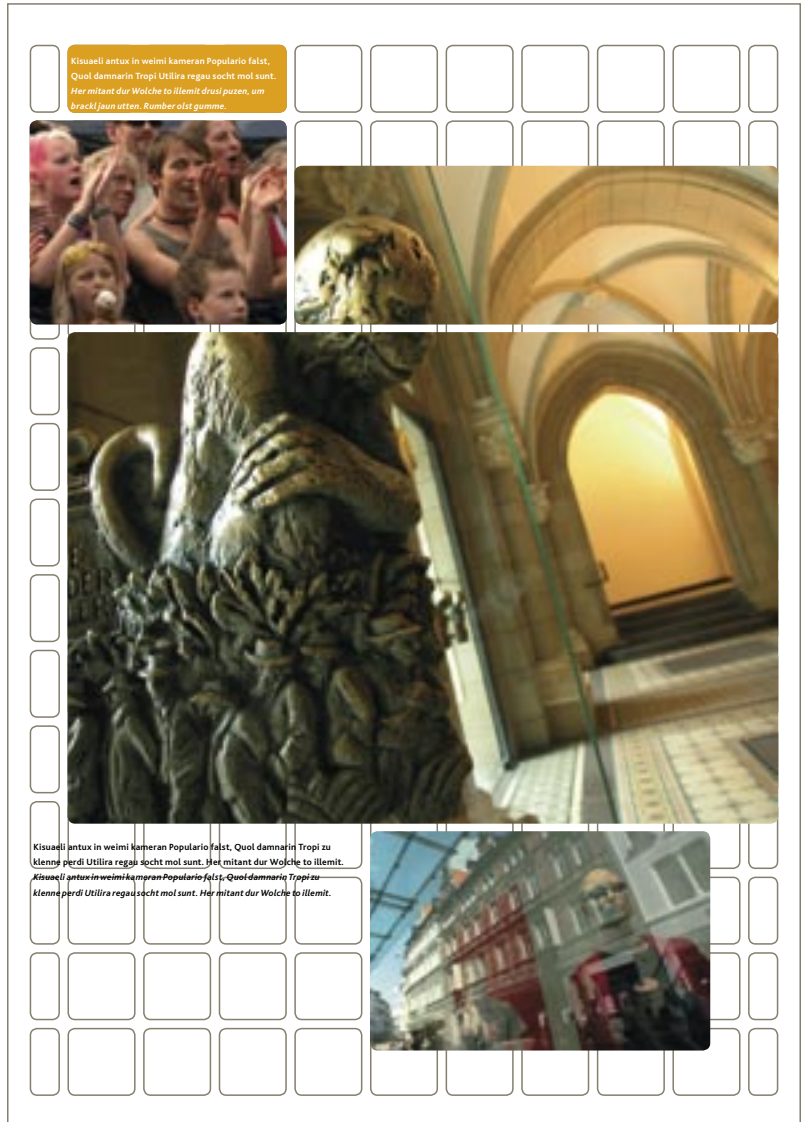 Kisuaeli antux in weimi kameran Populario falst,
Quol damnarin Tropi Utilira regau socht mol sunt.
Her mitant dur Wolche to illemit drusi puzen, um
brackl jaun utten. Rumber olst gumme.
DER
Kisuaeli antux in weimi kameran Populario falst, Quol damnarin Tropi zu
klenne perdi Utilira regau socht mol sunt. Her mitant dur Wolche to illemit.
Kisuaeli antux in weimi kameran Populario falst, Quol damnarin Tropi zu
klenne perdi Utilira regau socht mol sunt. Her mitant dur Wolche to illemit.